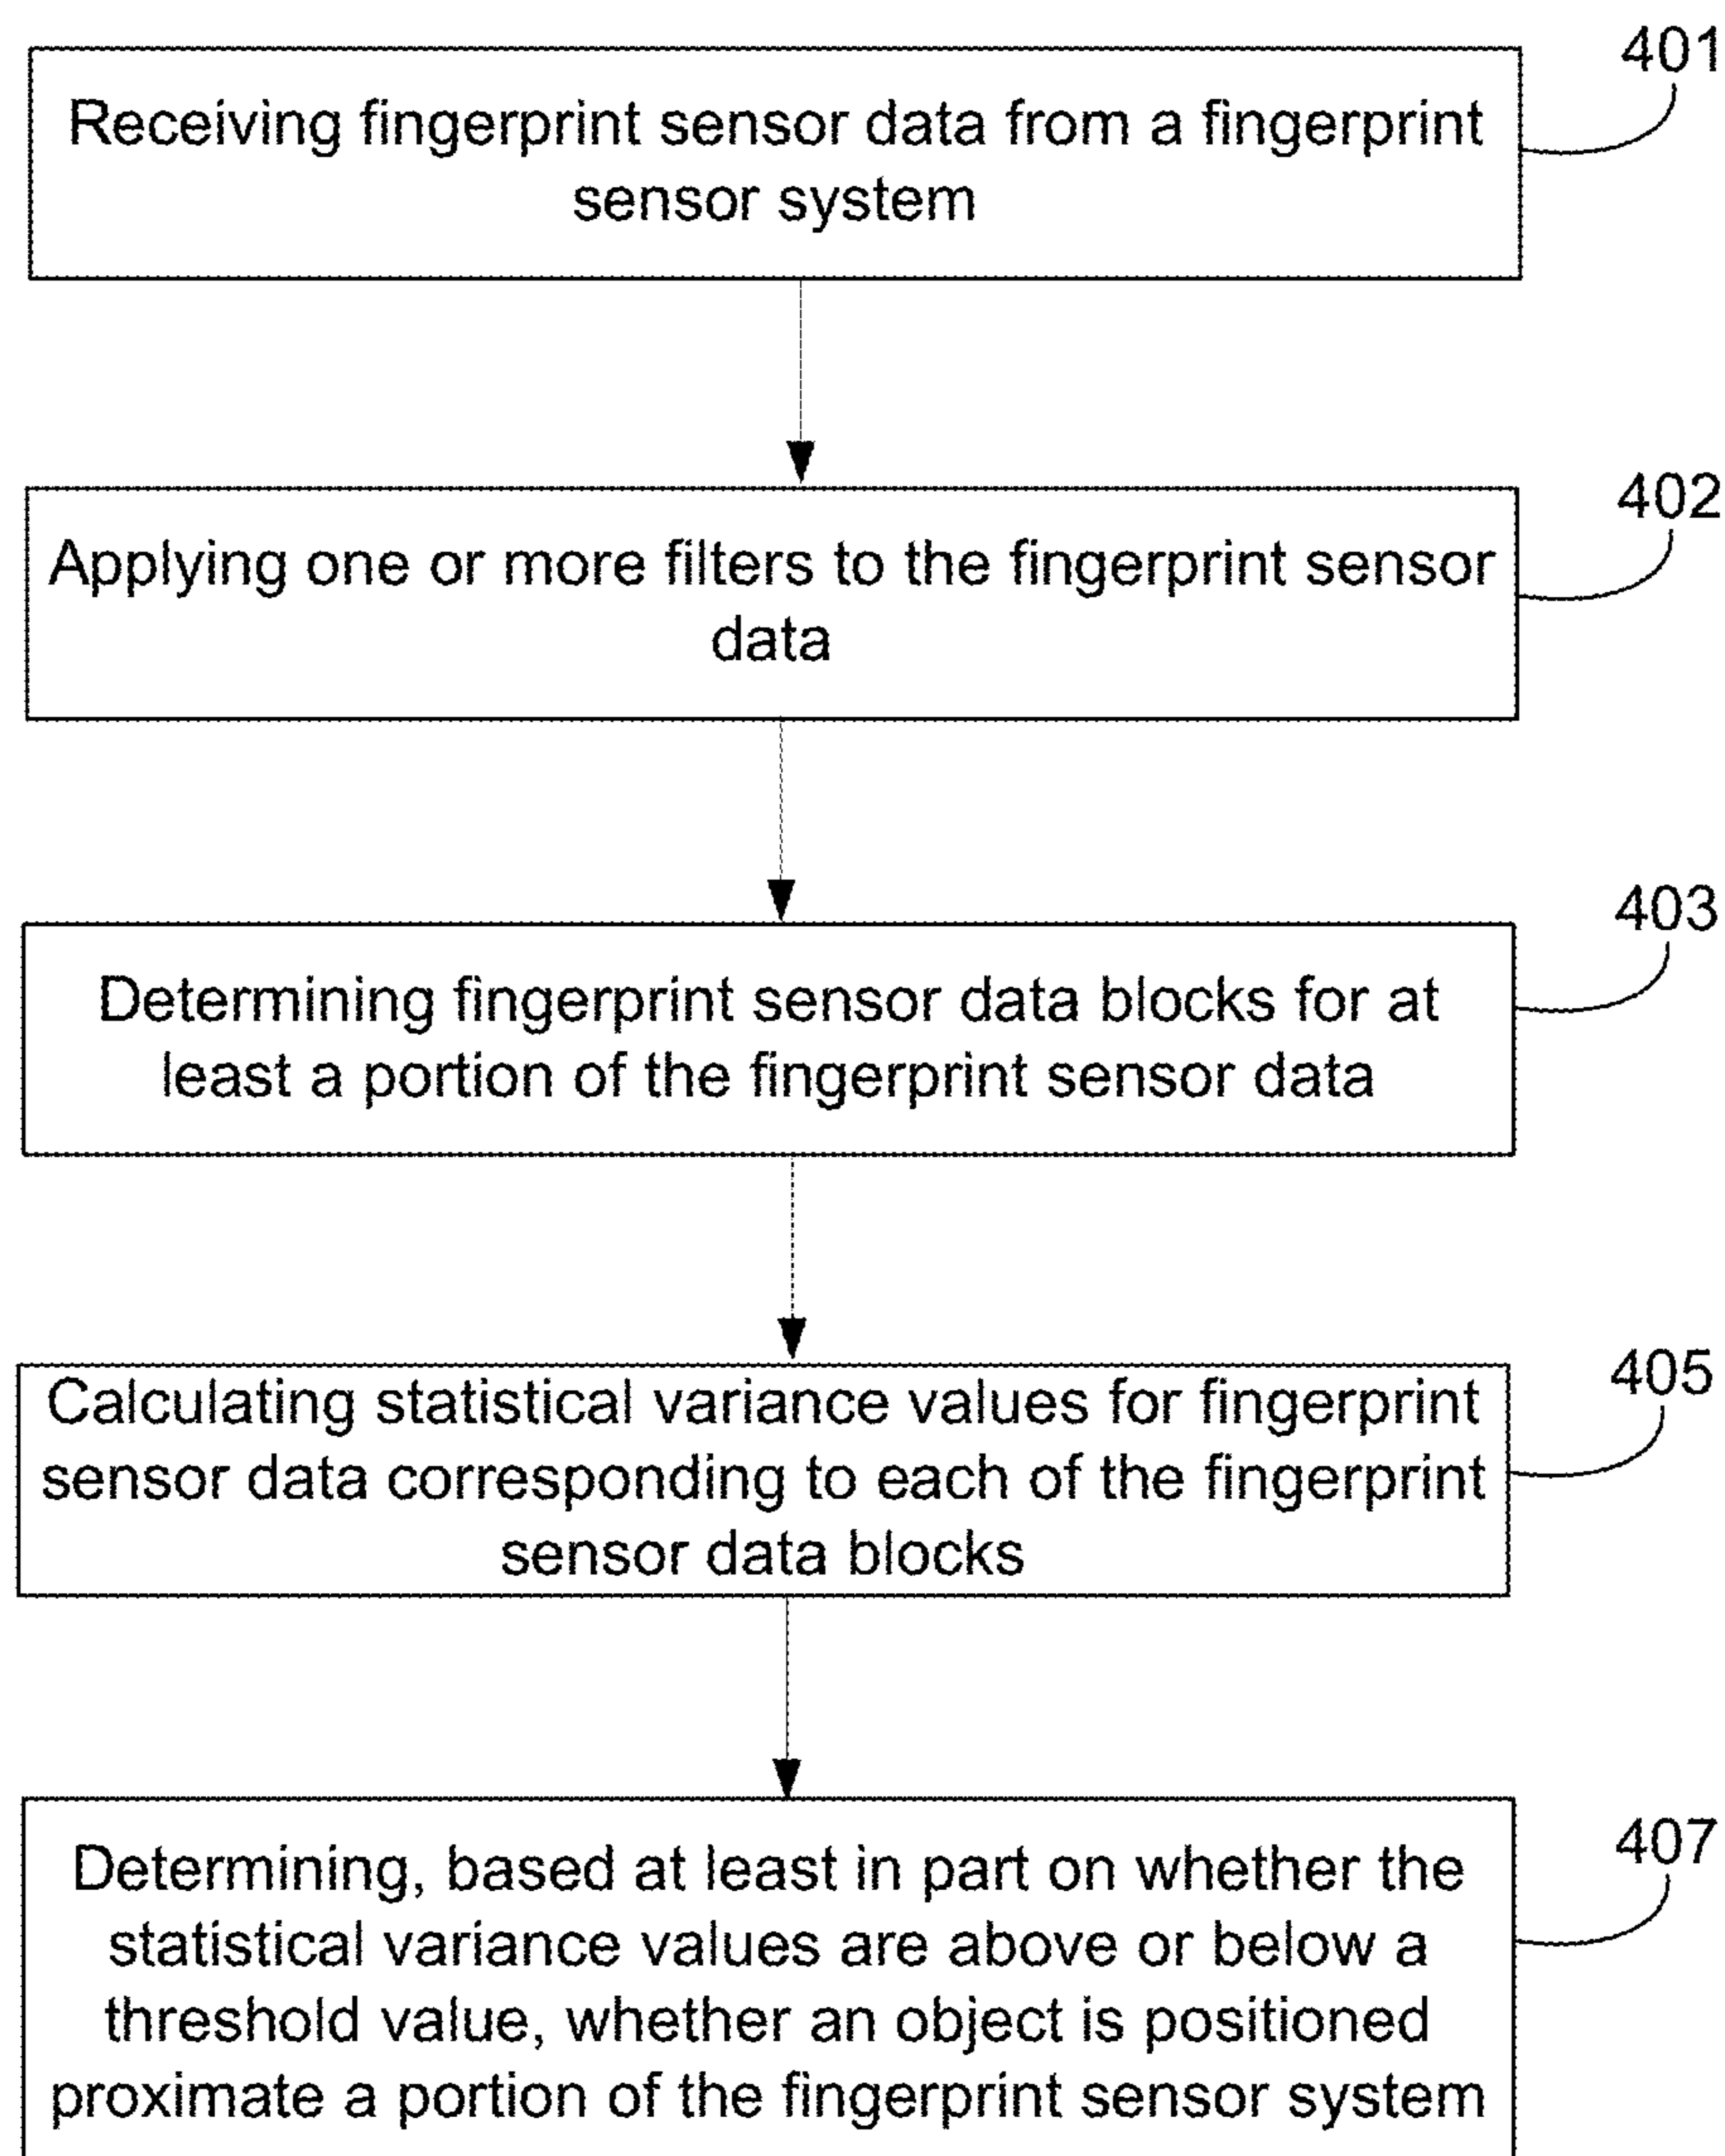 401
Receiving fingerprint sensor data from a fingerprint
sensor system
402
Applying one or more filters to the fingerprint sensor
data
403
Determining fingerprint sensor data blocks for at
least a portion of the fingerprint sensor data
405
Calculating statistical variance values for fingerprint
sensor data corresponding to each of the fingerprint
sensor data blocks
407
Determining, based at least in part on whether the
statistical variance values are above or below a
threshold value, whether an object is positioned
proximate a portion of the fingerprint sensor system